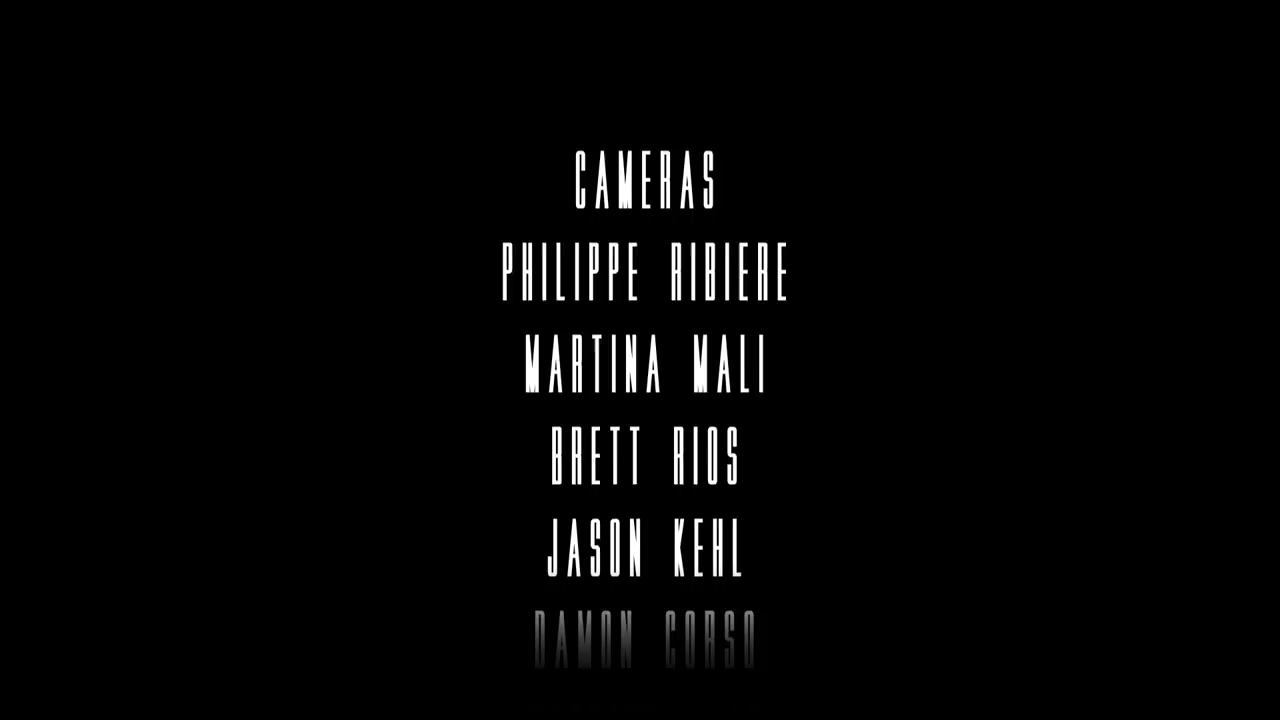 CAMERAS
PHILIPPE RIBIERE
MARTINA MALI
BRETT RIOS
JASON KEHL
DAMON CORSO